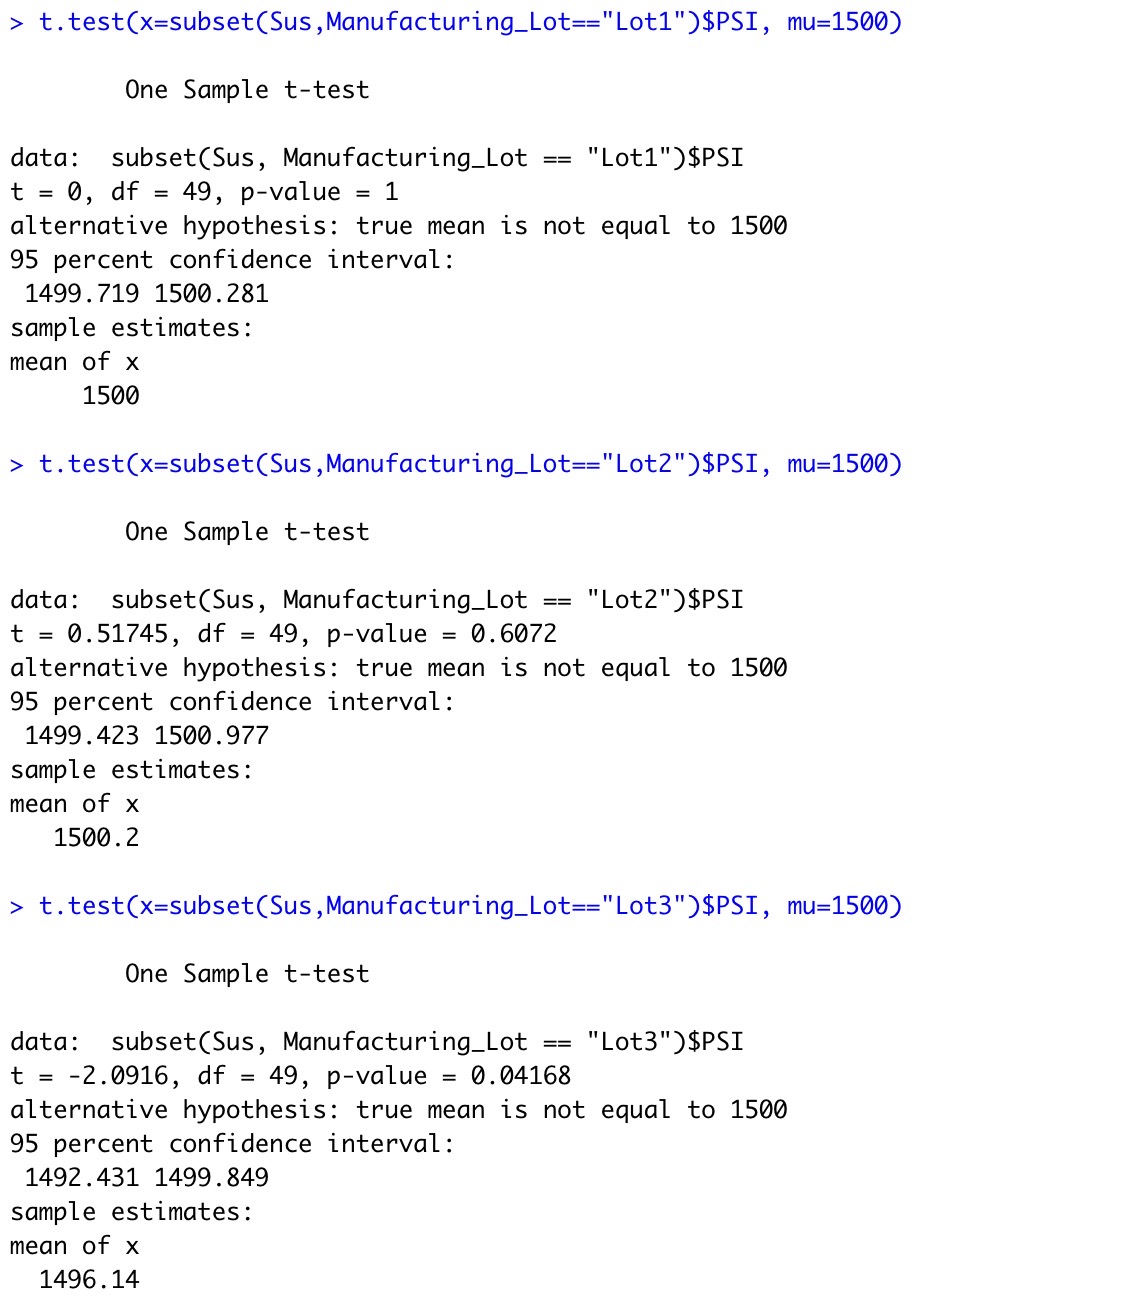 > t.test(x=subset(Sus,Manufacturing_Lot=="Lot1")$PSI, mu=1500)
One Sample t-test
data:  subset(Sus, Manufacturing_Lot == "Lot1")$PSI
t = 0, df = 49, p-value = 1
alternative hypothesis: true mean is not equal to 1500
95 percent confidence interval:
1499.719 1500.281
sample estimates:
mean of x
1500
> t.test(x=subset(Sus,Manufacturing_Lot=="Lot2")$PSI, mu=1500)
One Sample t-test
data:  subset(Sus, Manufacturing_Lot == "Lot2")$PSI
t = 0.51745, df = 49, p-value = 0.6072
alternative hypothesis: true mean is not equal to 1500
95 percent confidence interval:
1499.423 1500.977
sample estimates:
mean of x
1500.2
> t.test(x=subset(Sus,Manufacturing_Lot=="Lot3")$PSI, mu=1500)
One Sample t-test
data:  subset(Sus, Manufacturing_Lot == "Lot3")$PSI
t = -2.0916, df = 49, p-value = 0.04168
alternative hypothesis: true mean is not equal to 1500
95 percent confidence interval:
1492.431 1499.849
sample estimates:
mean of x
1496.14